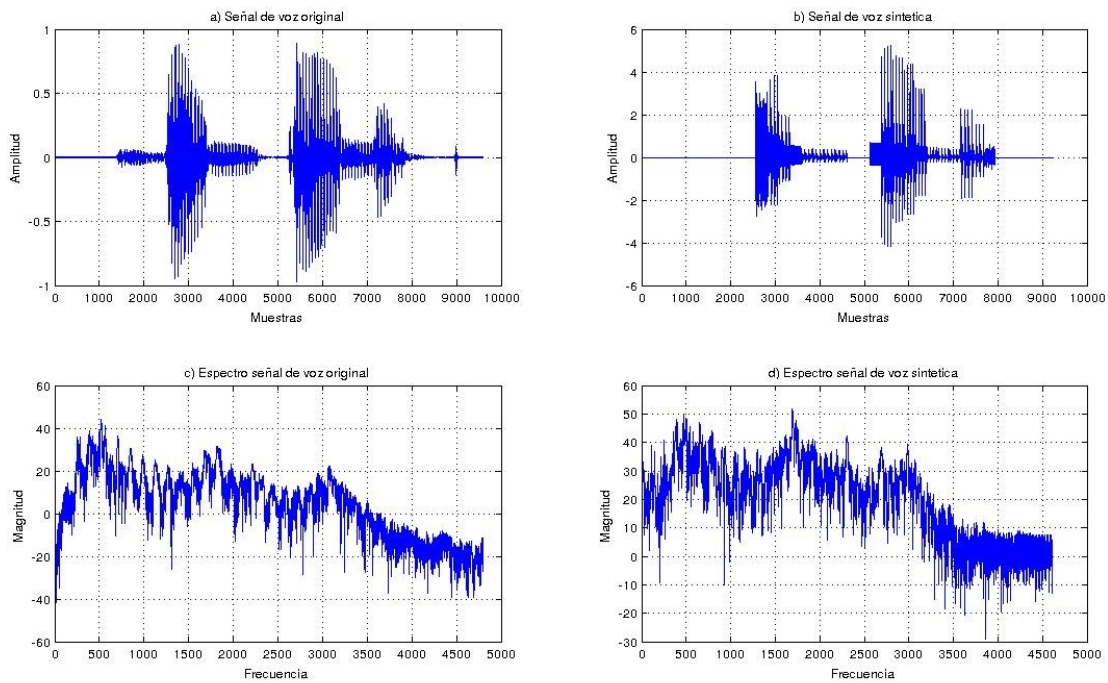 a) Señal de voz original
1
0.5
0
-0.5
-1
Amplitud
0 1000 2000 3000 4000 5000 6000 7000 8000 9000 10000
Muestras
b) Señal de voz sintetica
6
4
2
0
-2
-4
-6
Amplitud
0 1000 2000 3000 4000 5000 6000 7000 8000 9000 10000
Muestras
c) Espectro señal de voz original
60
40
20
0
-20
-40
-60
Magnitud
0 500 1000 1500 2000 2500 3000 3500 4000 4500 5000
Frecuencia
d) Espectro señal de voz sintetica
60
50
40
30
20
10
0
-10
-20
-30
Magnitud
0 500 1000 1500 2000 2500 3000 3500 4000 4500 5000
Frecuencia